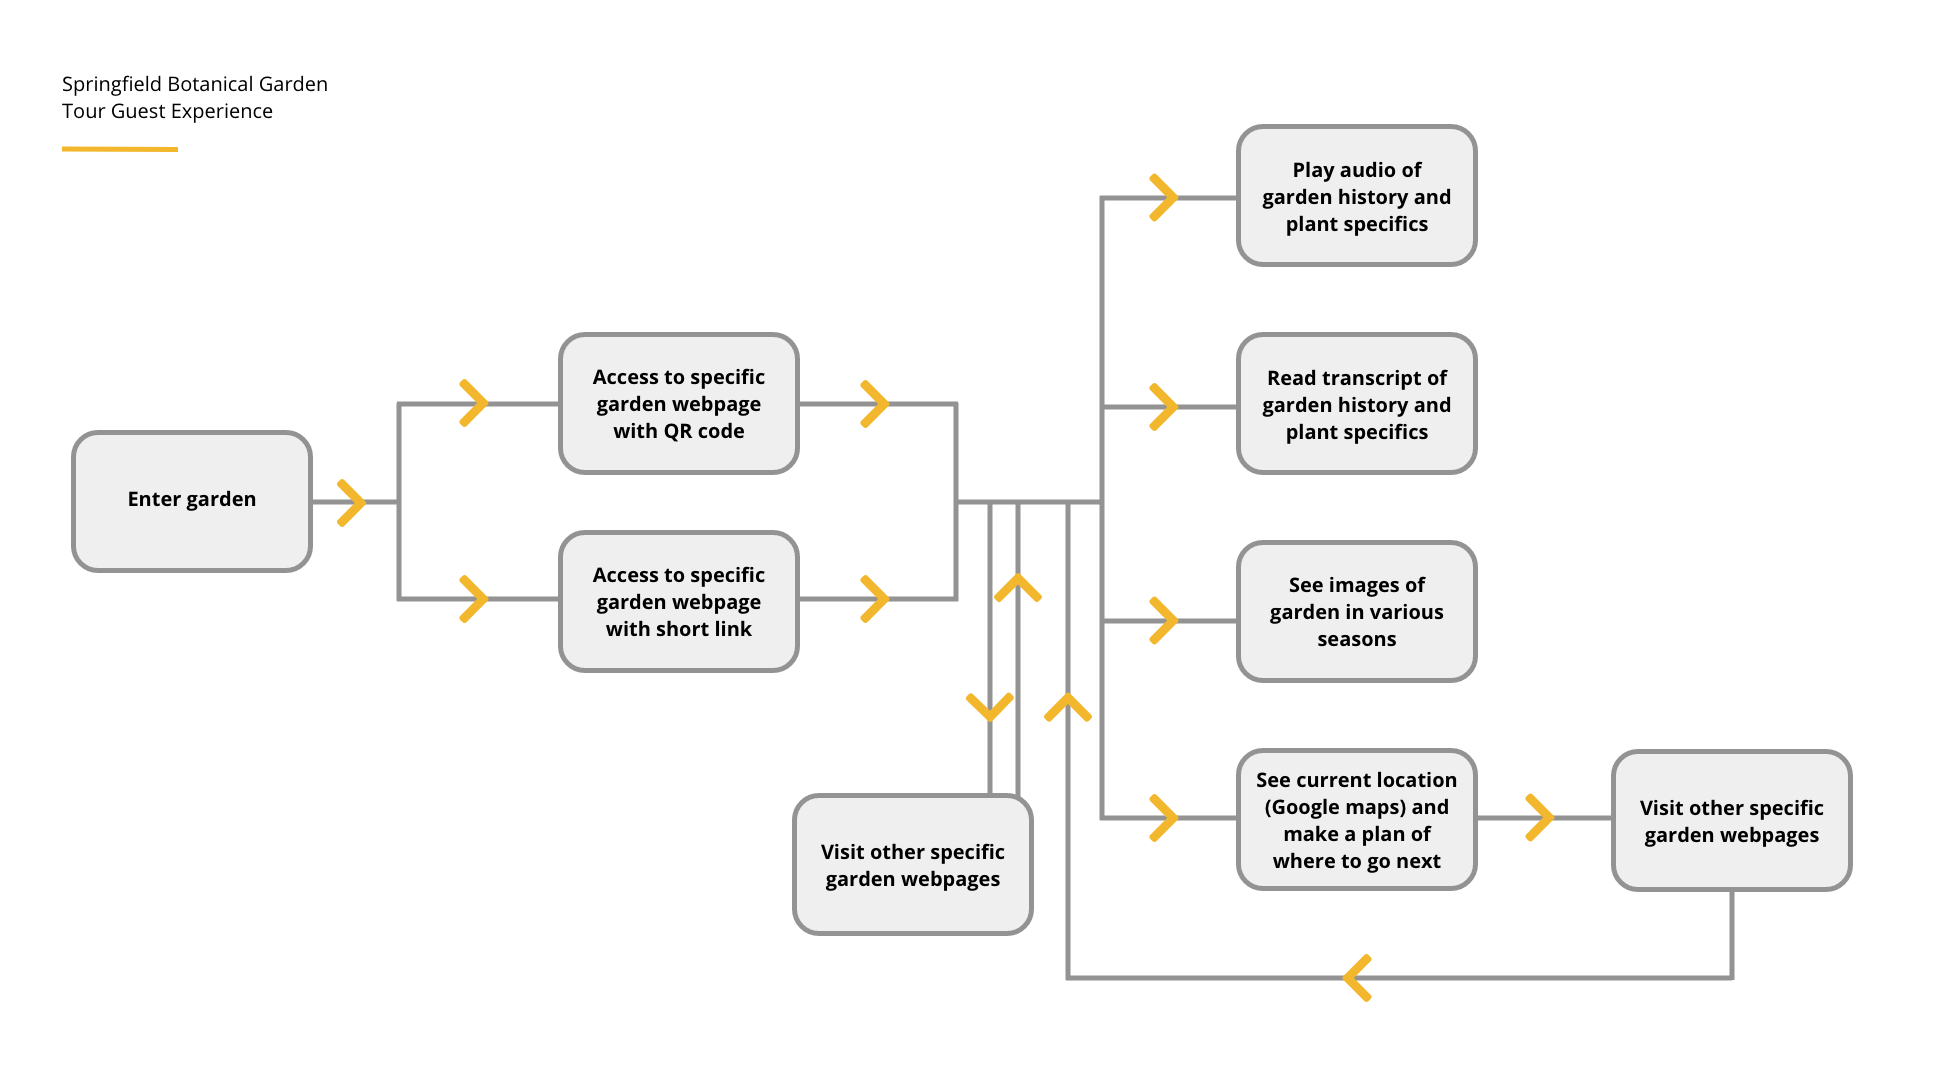 Springfield Botanical Garden
Tour Guest Experience
Enter garden
Access to specific
garden webpage
with QR code
Access to specific
garden webpage
with short link
Visit other specific
garden webpages
Play audio of
garden history and
plant specifics
Read transcript of
garden history and
plant specifics
See images of
garden in various
seasons
See current location
(Google maps) and
make a plan of
where to go next
Visit other specific
garden webpages